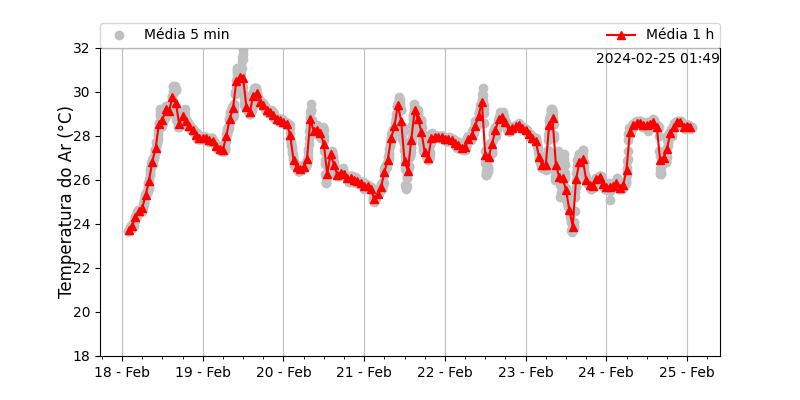 Média 5 min
Média 1 h
2024-02-25 01:49
Temperatura do Ar (°C)
32
30
28
26
24
22
20
18
18 - Feb
19 - Feb
20 - Feb
21 - Feb
22 - Feb
23 - Feb
24 - Feb
25 - Feb